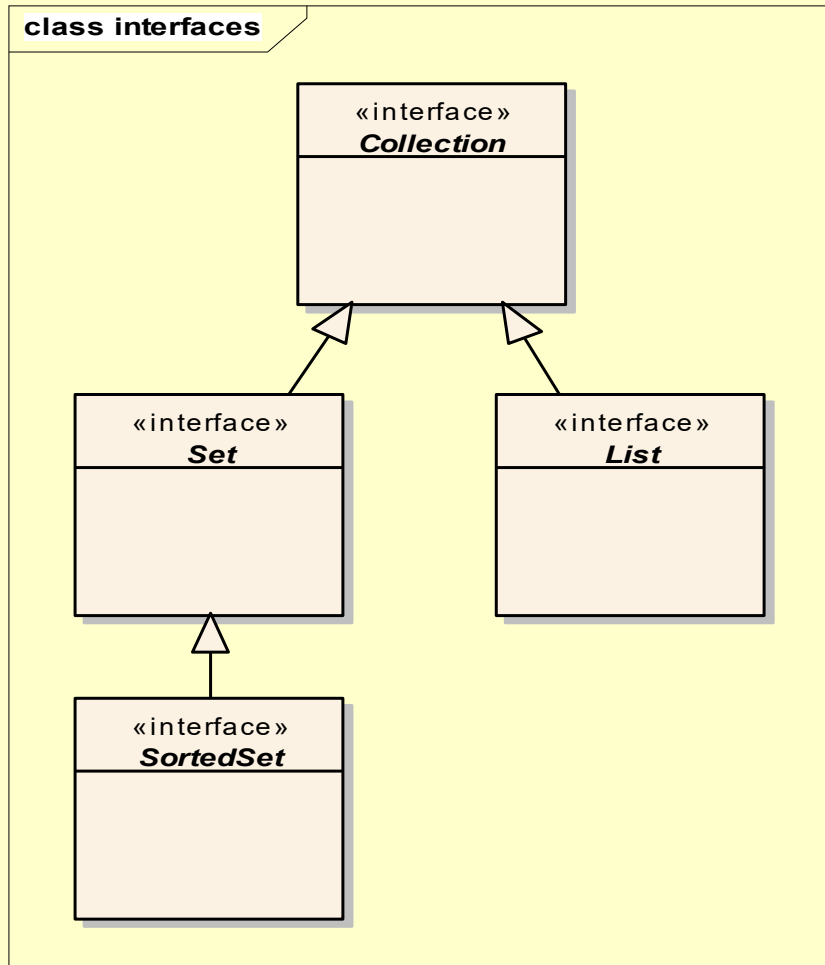 class interfaces
«interface»
Collection
«interface»
Set
«interface»
List
«interface»
SortedSet